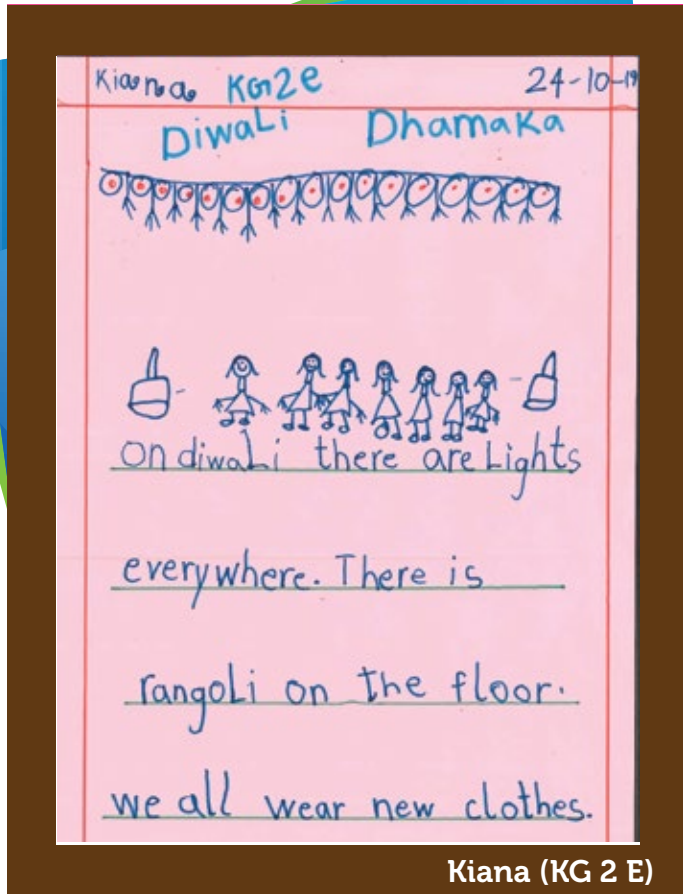 Kiana KG2e 24-10-19
DiwaLi Dhamaka
on diwaLi there are Lights
everywhere. There is
rangoLi on the floor.
we all wear new clothes.
Kiana (KG 2 E)